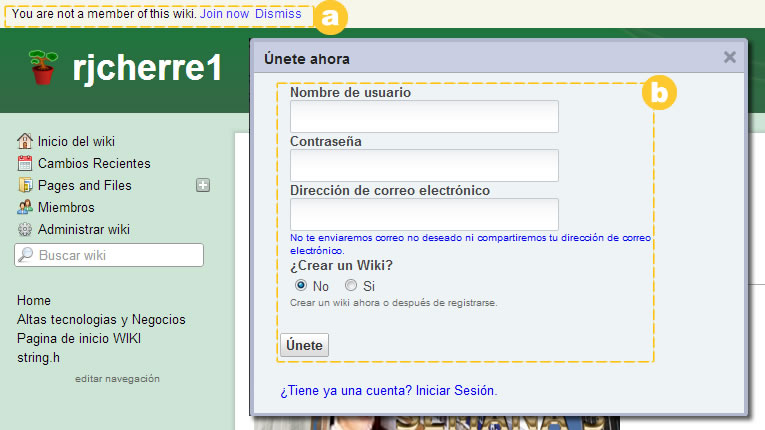 You are not a member of this wiki. Join now Dismiss
a
rjcherre1
Únete ahora
b
Nombre de usuario
Contraseña
Dirección de correo electrónico
No te enviaremos correo no deseado ni compartiremos tu dirección de correo
electrónico.
¿Crear un Wiki?
No Si
Crear un wiki ahora o después de registrarse.
Únete
¿Tiene ya una cuenta? Iniciar Sesión.
Inicio del wiki
Cambios Recientes
Pages and Files
Miembros
Administrar wiki
Buscar wiki
Home
Altas tecnologias y Negocios
Pagina de inicio WIKI
string.h
editar navegación